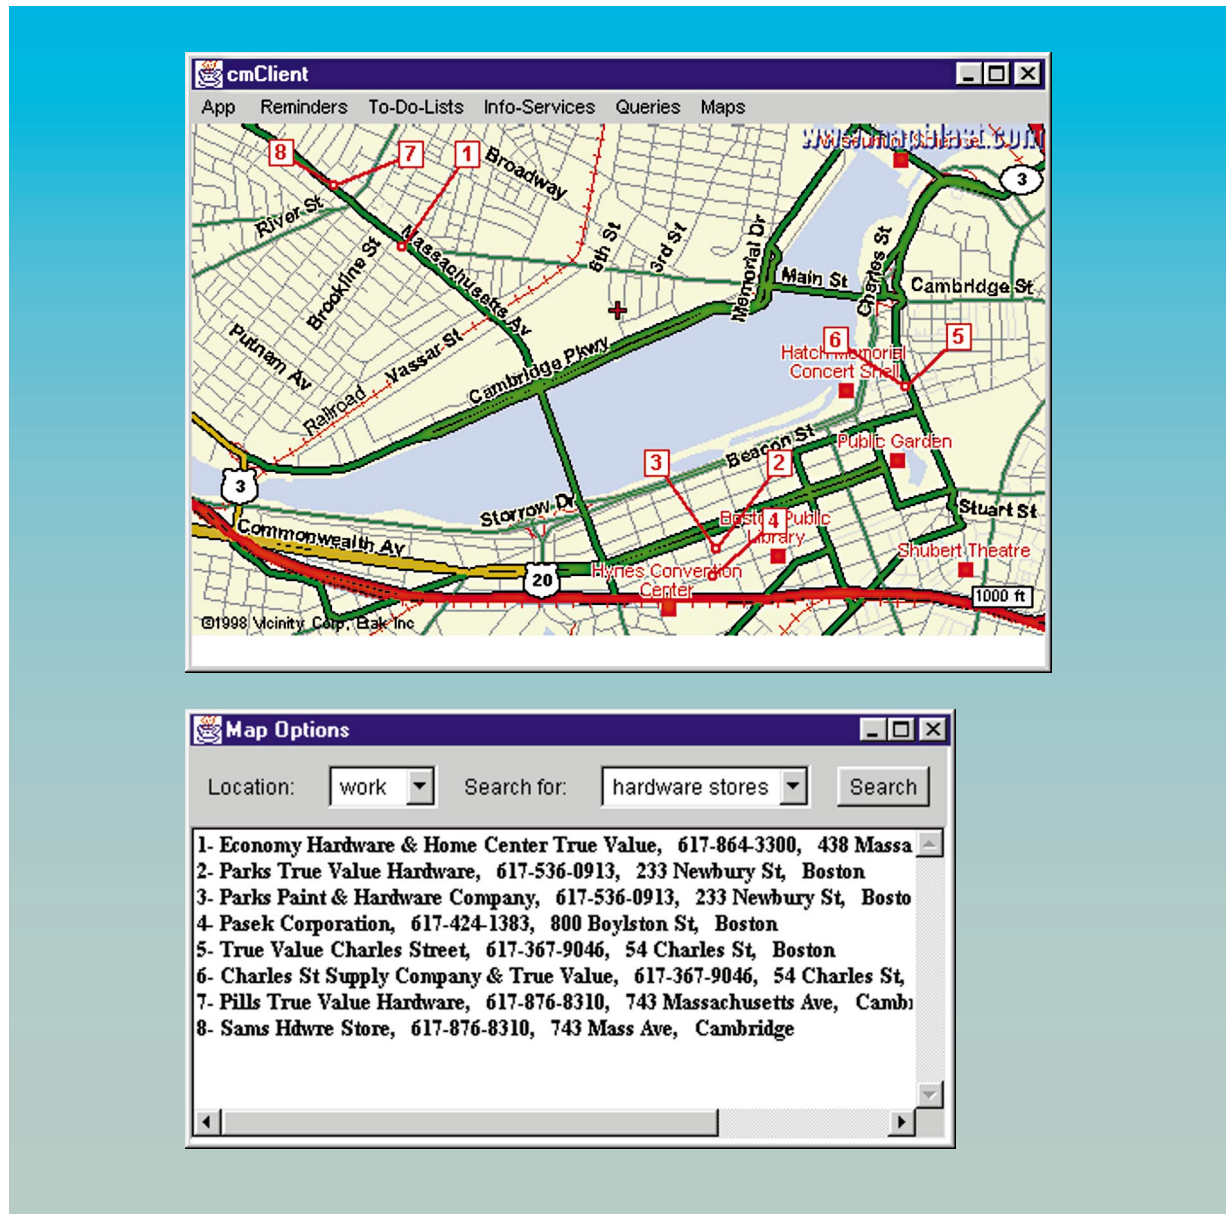 cmClient
App Reminders To-Do-Lists Info-Services Queries Maps
www.mapblast.com
8 7 1
Broadway
3
River St
Massachusetts Av
6th St
3rd St
Memorial Dr
Charles St
Main St
Cambridge St
Brookline St
Putnam Av
Vassar St
Railroad
Cambridge Pkwy
6 5
Hatch Memorial
Concert Shell
Beacon St
Public Garden
3 2
3
Storrow Dr
4
Boston Public
Library
Stuart St
Commonwealth Av
Shubert Theatre
20
Hynes Convention
Center
1000 ft
©1998 Vicinity Corp, Etak Inc
Map Options
Location: work Search for: hardware stores Search
1- Economy Hardware & Home Center True Value, 617-864-3300, 438 Massa
2- Parks True Value Hardware, 617-536-0913, 233 Newbury St, Boston
3- Parks Paint & Hardware Company, 617-536-0913, 233 Newbury St, Bosto
4- Pasek Corporation, 617-424-1383, 800 Boylston St, Boston
5- True Value Charles Street, 617-367-9046, 54 Charles St, Boston
6- Charles St Supply Company & True Value, 617-367-9046, 54 Charles St,
7- Pills True Value Hardware, 617-876-8310, 743 Massachusetts Ave, Camb
8- Sams Hdwre Store, 617-876-8310, 743 Mass Ave, Cambridge